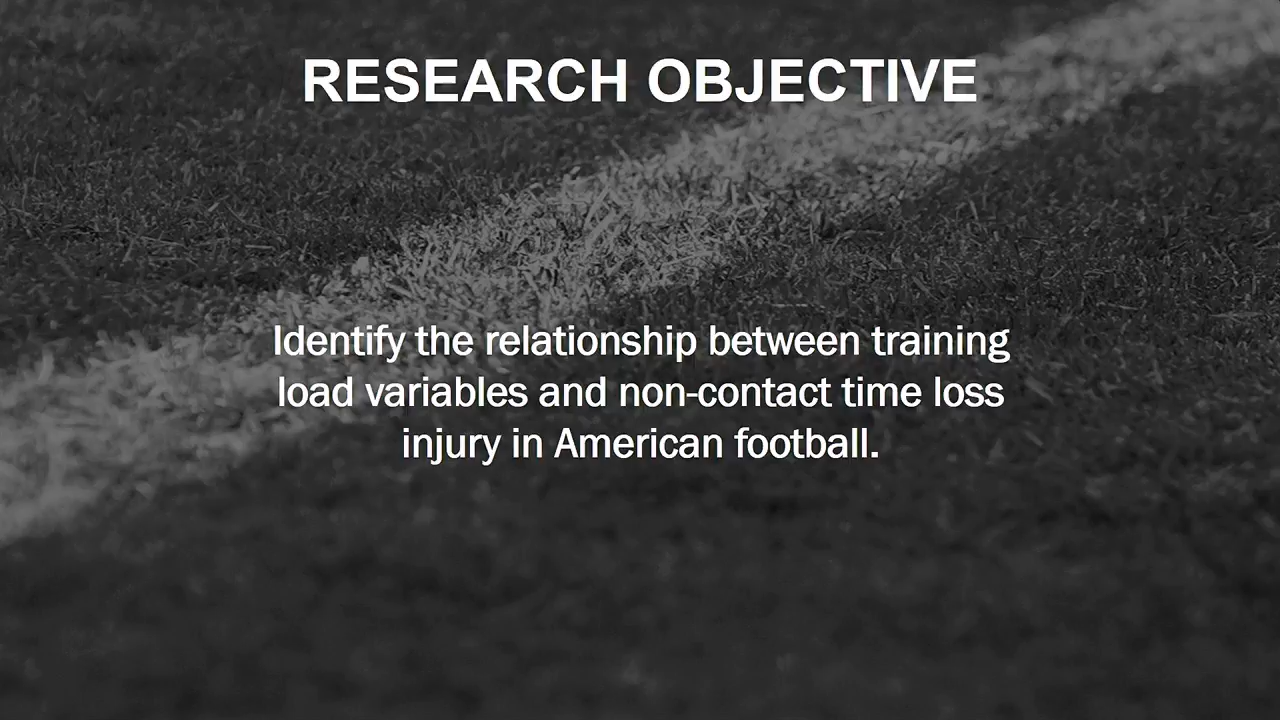 RESEARCH OBJECTIVE
Identify the relationship between training
load variables and non-contact time loss
injury in American football.